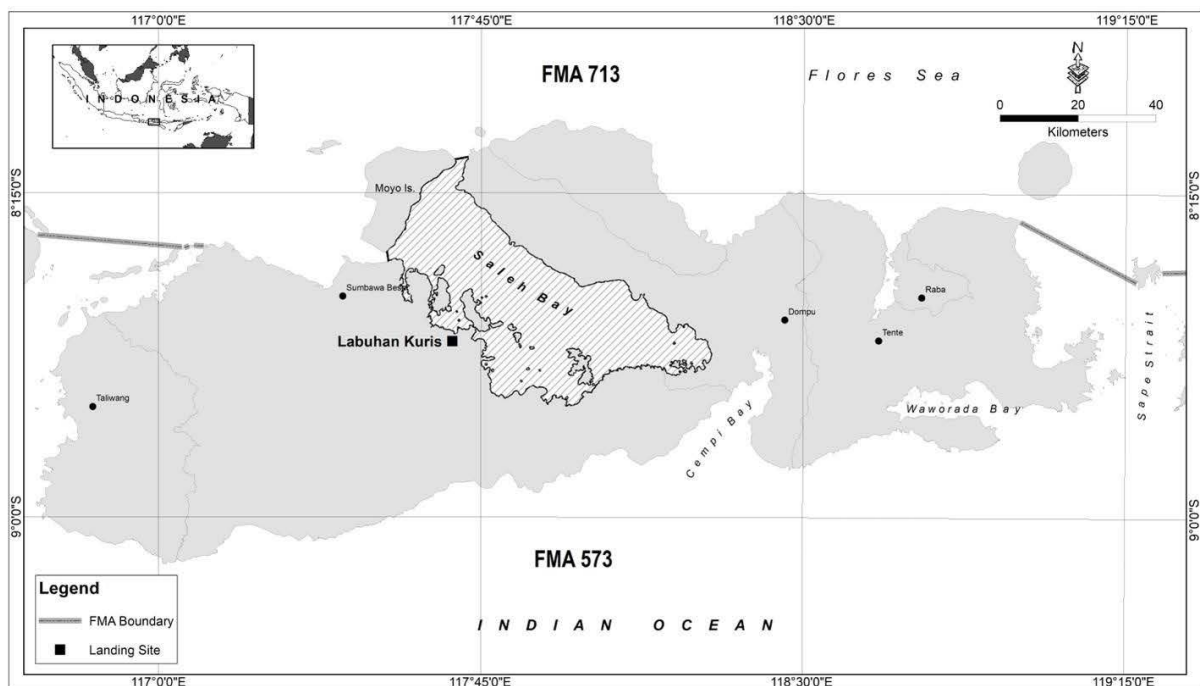 117°0'0"E
117°45'0"E
118°30'0"E
119°15'0"E
INDONESIA
FMA 713
Flores Sea
N
0 20 40
Kilometers
8°15'0"S
8°15'0"S
Moyo Is.
Saleh Bay
Sumbawa Besar
Labuhan Kuris
Raba
Dompu
Tente
Sape Strait
Taliwang
Cempi Bay
Waworada Bay
9°0'0"S
9°0'0"S
FMA 573
Legend
FMA Boundary
Landing Site
INDIAN OCEAN
117°0'0"E
117°45'0"E
118°30'0"E
119°15'0"E